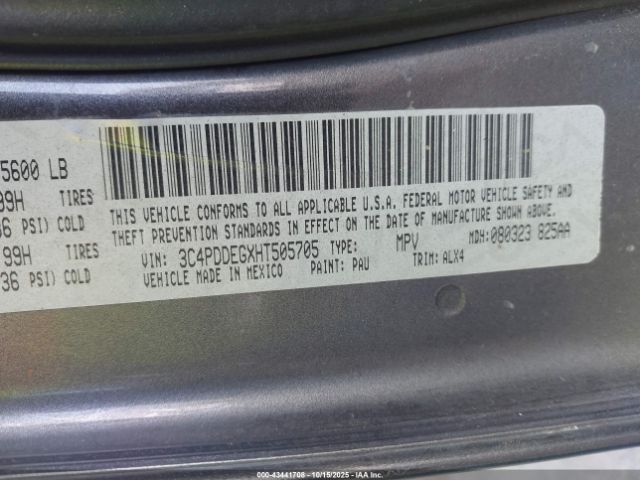 5600 LB
99H TIRES
36 PSI) COLD
99H TIRES
36 PSI) COLD
THIS VEHICLE CONFORMS TO ALL APPLICABLE U.S.A. FEDERAL MOTOR VEHICLE SAFETY AND
THEFT PREVENTION STANDARDS IN EFFECT ON THE DATE OF MANUFACTURE SHOWN ABOVE.
VIN: 3C4PDDEGXHT505705 TYPE: MPV MDH: 080323 825AA
VEHICLE MADE IN MEXICO PAINT: PAU TRIM: ALX4
00-43441708 | 10/15/2025 | © IAA Inc.